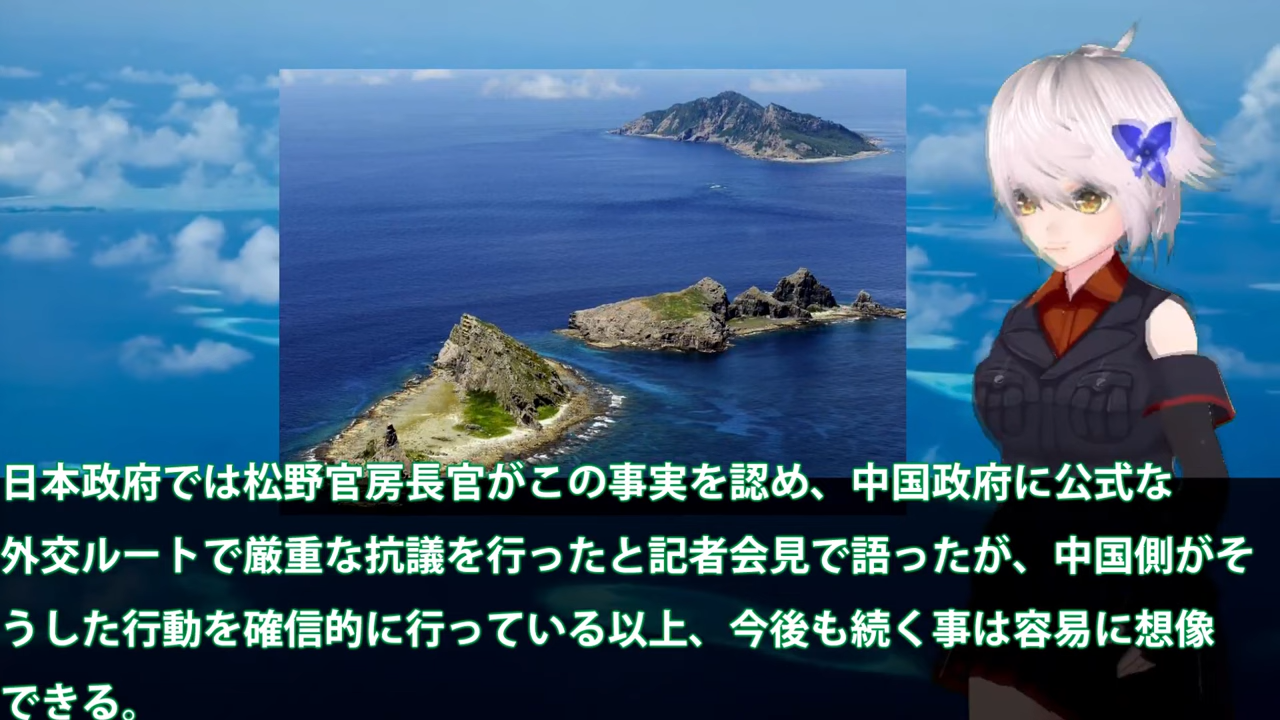 日本政府では松野官房長官がこの事実を認め、中国政府に公式な
外交ルートで厳重な抗議を行ったと記者会見で語ったが、中国側がそ
うした行動を確信的に行っている以上、今後も続く事は容易に想像
できる。